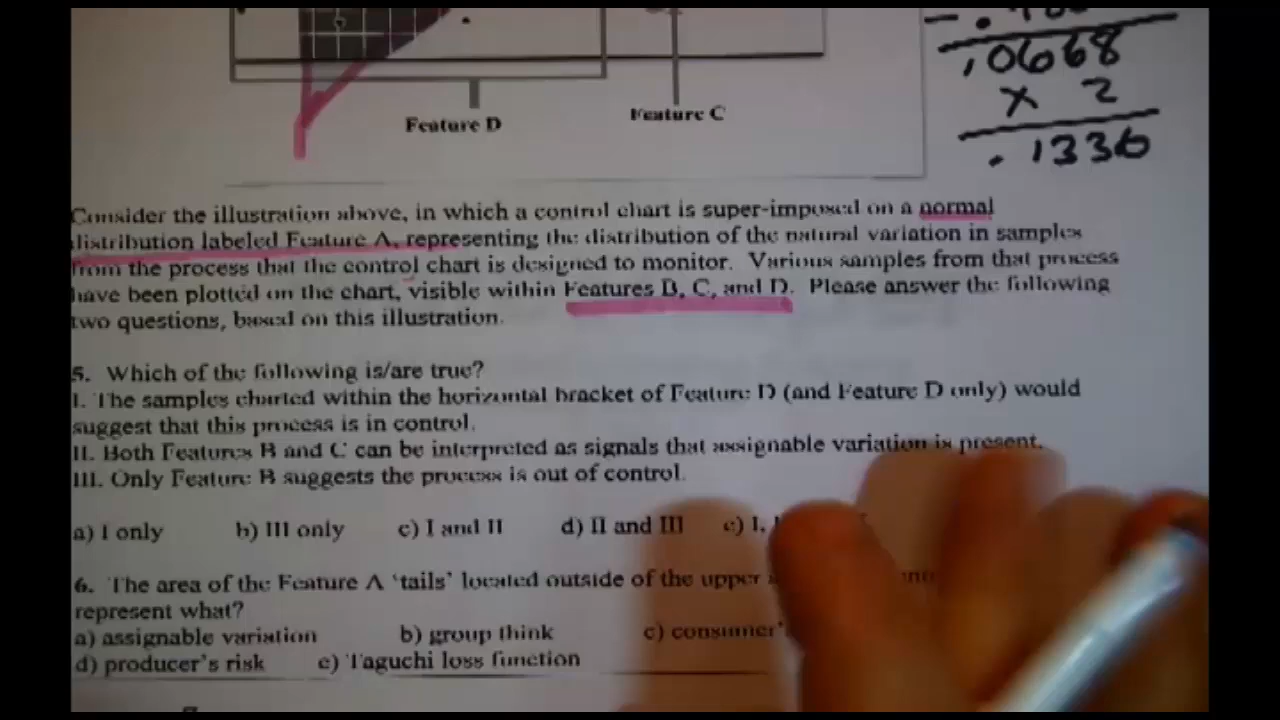 .0668
x 2
.1336
Feature D
Feature C
Consider the illustration above, in which a control chart is super-imposed on a normal
distribution labeled Feature A, representing the distribution of the natural variation in samples
from the process that the control chart is designed to monitor. Various samples from that process
have been plotted on the chart, visible within Features B, C, and D. Please answer the following
two questions, based on this illustration.
5. Which of the following is/are true?
I. The samples charted within the horizontal bracket of Feature D (and Feature D only) would
suggest that this process is in control.
II. Both Features B and C can be interpreted as signals that assignable variation is present.
III. Only Feature B suggests the process is out of control.
a) I only b) III only c) I and II d) II and III e) I,
6. The area of the Feature A 'tails' located outside of the upper
represent what?
a) assignable variation b) group think c) consumer's
d) producer's risk e) Taguchi loss function